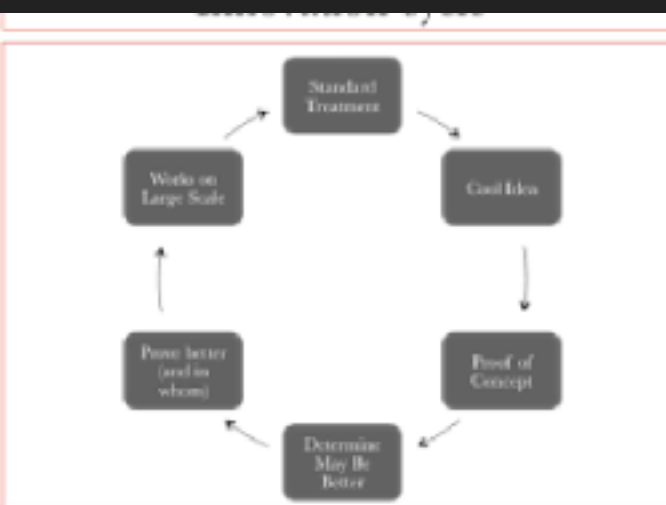 Standard
Treatment
Cool Idea
Proof of
Concept
Determine
May Be
Better
better
(and in
whom)
Works on
Large Scale